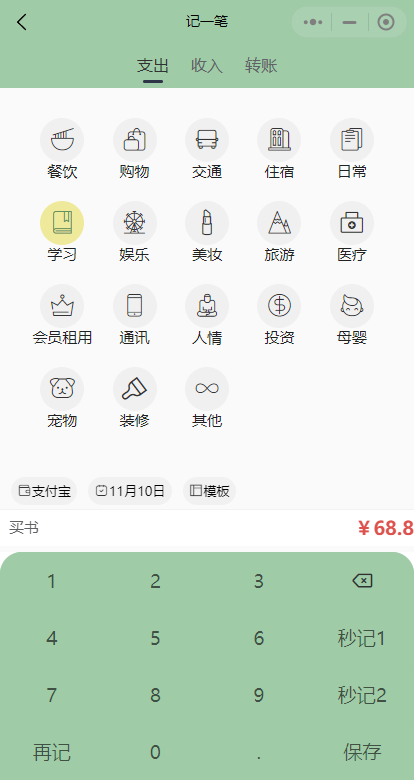 记一笔
支出 收入 转账
餐饮 购物 交通 住宿 日常
学习 娱乐 美妆 旅游 医疗
会员租用 通讯 人情 投资 母婴
宠物 装修 其他
支付宝 11月10日 模板
买书 ¥68.8
1 2 3
4 5 6 秒记1
7 8 9 秒记2
再记 0 . 保存